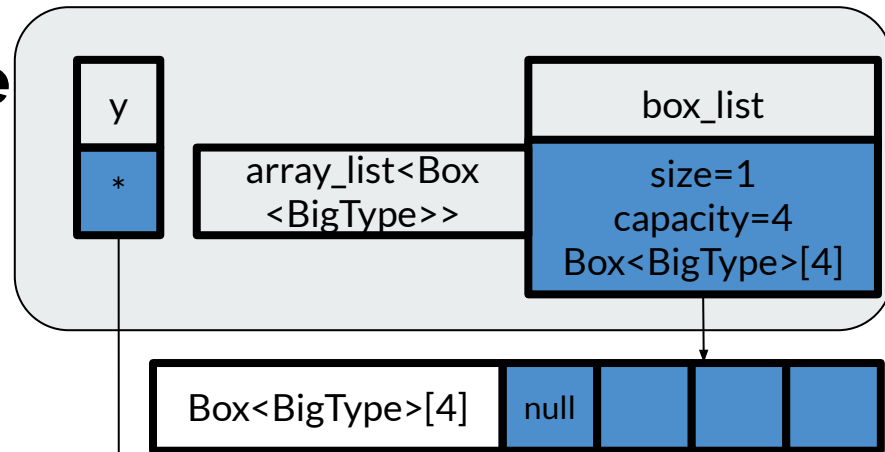 e
y
box_list
*
array_list<Box
<BigType>>
size=1
capacity=4
Box<BigType>[4]
Box<BigType>[4]
null